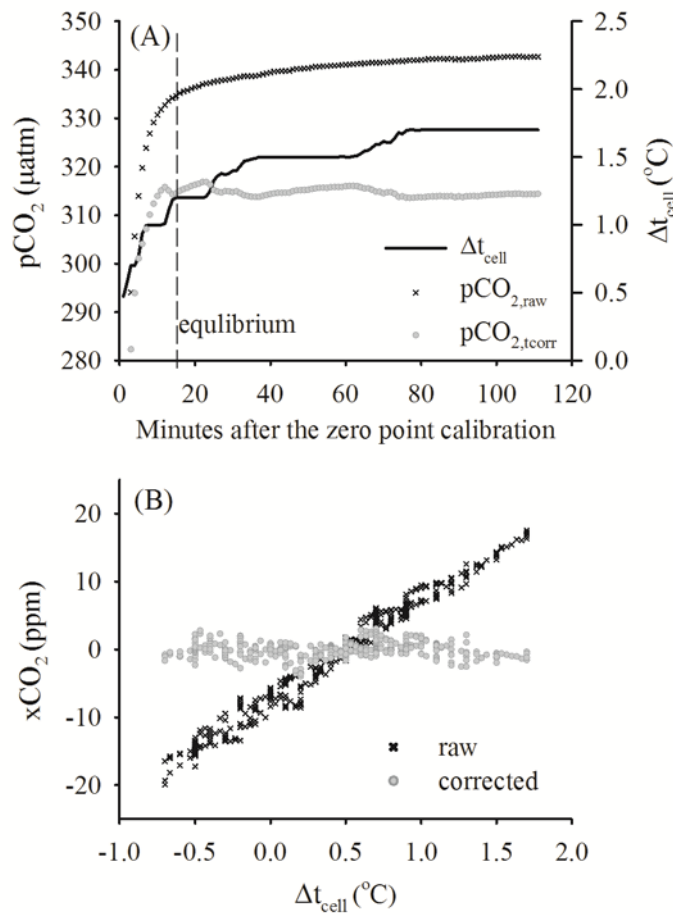 (A)
350
340
330
320
310
300
290
280
pCO2 (µatm)
2.5
2.0
1.5
1.0
0.5
0.0
Δtcell (°C)
Δtcell
pCO2,raw
pCO2,tcorr
equlibrium
0 20 40 60 80 100 120
Minutes after the zero point calibration
(B)
20
10
0
-10
-20
xCO2 (ppm)
raw
corrected
-1.0 -0.5 0.0 0.5 1.0 1.5 2.0
Δtcell (°C)